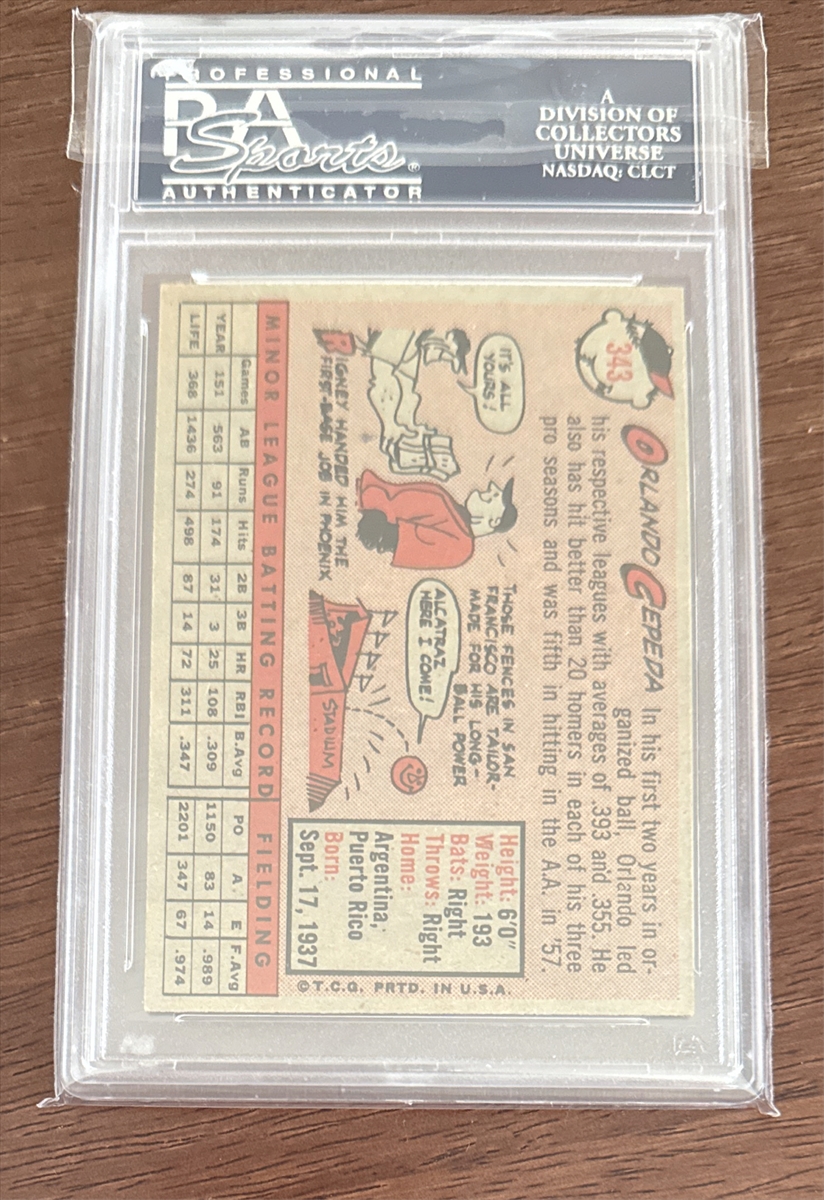 PROFESSIONAL
PSA
Sports®
AUTHENTICATOR
A
DIVISION OF
COLLECTORS
UNIVERSE
NASDAQ: CLCT
343
ORLANDO CEPEDA In his first two years in or-
ganized ball, Orlando led
his respective leagues with averages of .393 and .355. He
also has hit better than 20 homers in each of his three
pro seasons and was fifth in hitting in the A.A. in '57.
IT'S ALL
YOURS!
RIGNEY HANDED HIM THE
FIRST-BASE JOB IN PHOENIX
THOSE FENCES IN SAN
FRANCISCO ARE TAILOR-
MADE FOR HIS LONG-
BALL POWER
ALCATRAZ
HERE I COME!
STADIUM
Height: 6'0"
Weight: 193
Bats: Right
Throws: Right
Home:
Argentina,
Puerto Rico
Born:
Sept. 17, 1937
©T.C.G. PRTD. IN U.S.A.
MINOR LEAGUE BATTING RECORD FIELDING
Games AB Runs Hits 2B 3B HR RBI B.Avg PO A E F.Avg
YEAR 151 563 91 174 31 3 25 108 .309 1150 83 14 .989
LIFE 368 1436 274 498 87 14 72 311 .347 2201 347 67 .974